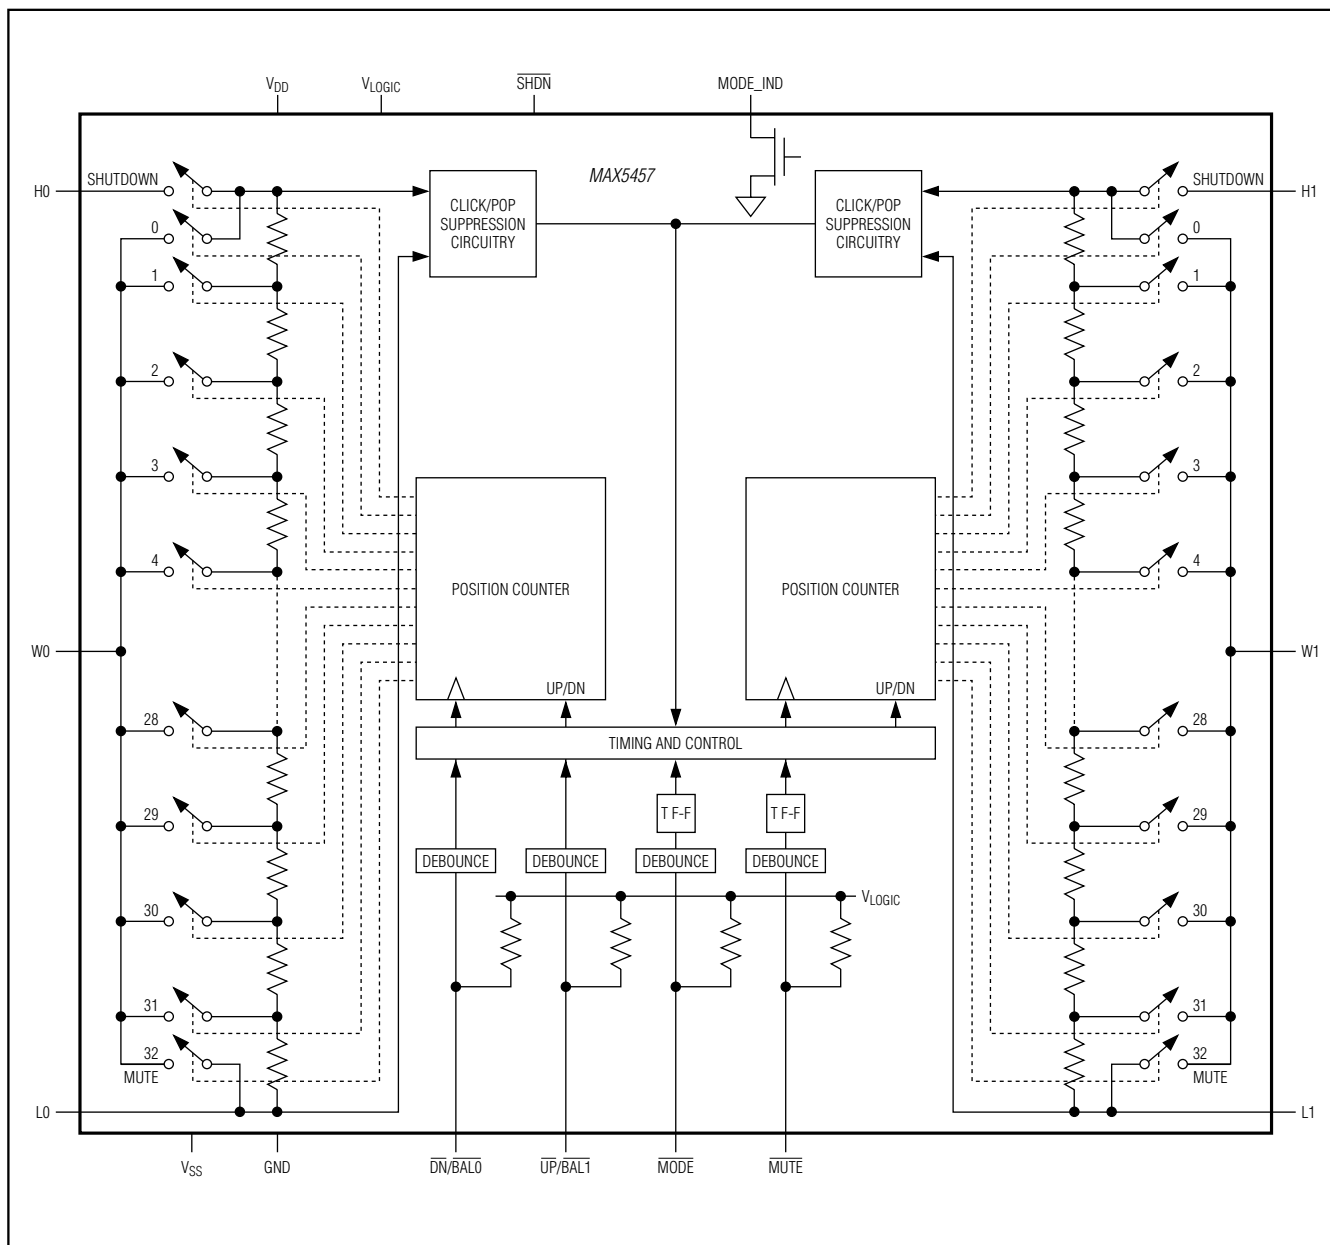 VDD VLOGIC SHDN MODE_IND
MAX5457
H0 SHUTDOWN
SHUTDOWN H1
CLICK/POP
SUPPRESSION
CIRCUITRY
CLICK/POP
SUPPRESSION
CIRCUITRY
0
0
1
1
2
2
3
3
4
4
POSITION COUNTER
POSITION COUNTER
W0
W1
UP/DN
UP/DN
28
28
TIMING AND CONTROL
29
29
T F-F
T F-F
DEBOUNCE
DEBOUNCE
DEBOUNCE
DEBOUNCE
VLOGIC
30
30
31
31
32
MUTE
32
MUTE
L0
L1
VSS GND DN/BAL0 UP/BAL1 MODE MUTE